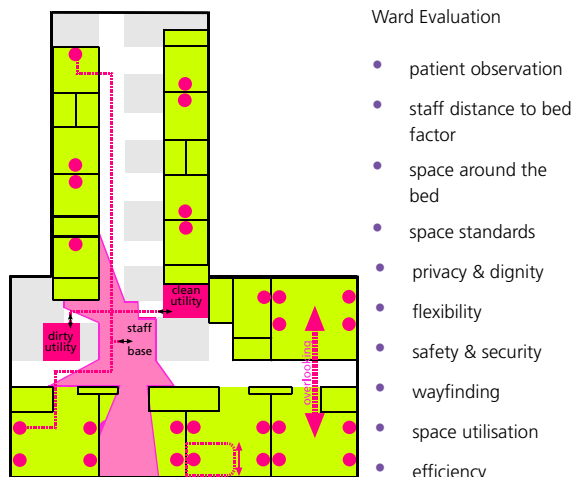 Ward Evaluation
patient observation
staff distance to bed
factor
space around the
bed
space standards
privacy & dignity
flexibility
safety & security
wayfinding
space utilisation
efficiency
clean
utility
dirty
utility
staff
base
overlooking